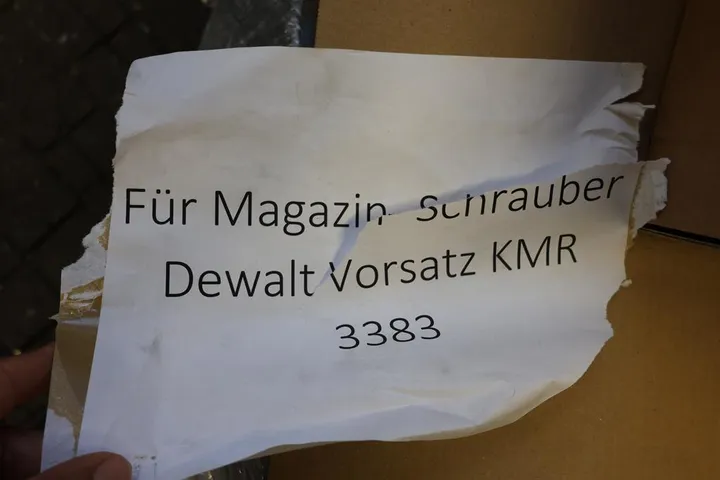 Für Magazin- Schrauber
Dewalt Vorsatz KMR
3383